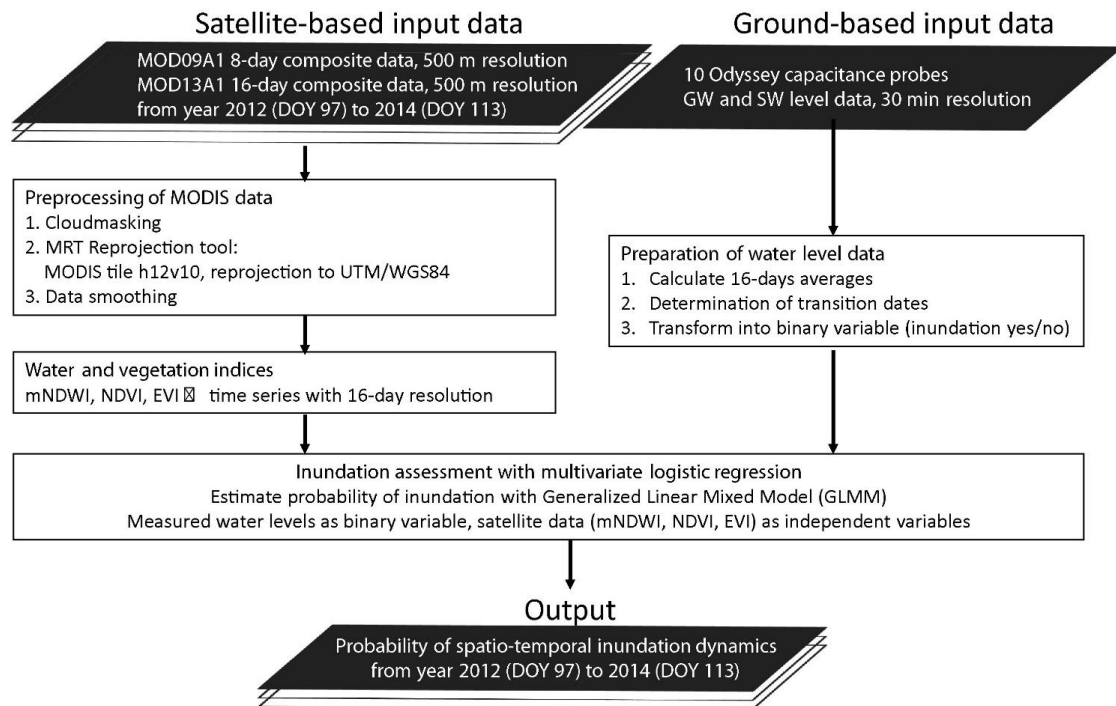 Satellite-based input data
MOD09A1 8-day composite data, 500 m resolution
MOD13A1 16-day composite data, 500 m resolution
from year 2012 (DOY 97) to 2014 (DOY 113)
Ground-based input data
10 Odyssey capacitance probes
GW and SW level data, 30 min resolution
Preprocessing of MODIS data
1. Cloudmasking
2. MRT Reprojection tool:
MODIS tile h12v10, reprojection to UTM/WGS84
3. Data smoothing
Preparation of water level data
1. Calculate 16-days averages
2. Determination of transition dates
3. Transform into binary variable (inundation yes/no)
Water and vegetation indices
mNDWI, NDVI, EVI time series with 16-day resolution
Inundation assessment with multivariate logistic regression
Estimate probability of inundation with Generalized Linear Mixed Model (GLMM)
Measured water levels as binary variable, satellite data (mNDWI, NDVI, EVI) as independent variables
Output
Probability of spatio-temporal inundation dynamics
from year 2012 (DOY 97) to 2014 (DOY 113)